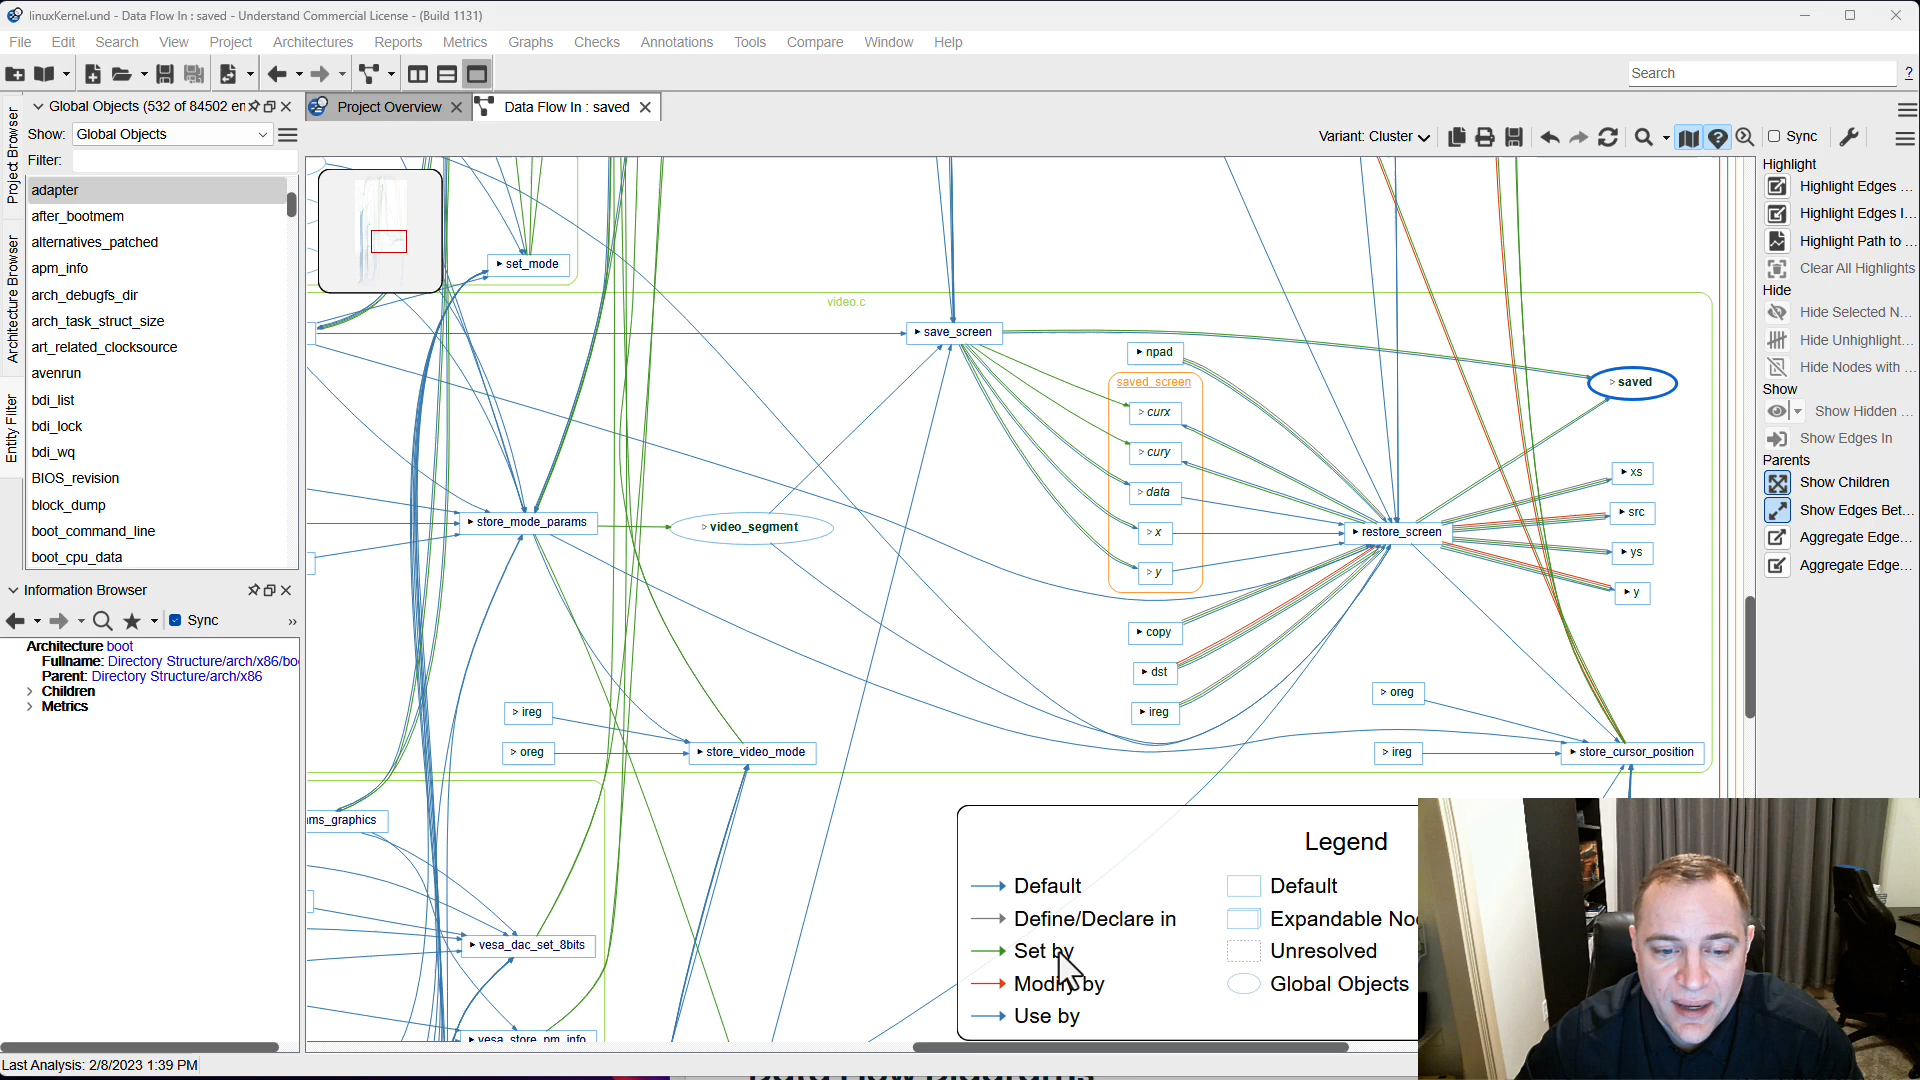 linuxKernel.und - Data Flow In : saved - Understand Commercial License - (Build 1131)
File Edit Search View Project Architectures Reports Metrics Graphs Checks Annotations Tools Compare Window Help
Search
?
Project Browser
Architecture Browser
Entity Filter
Global Objects (532 of 84502 en
Show: Global Objects
Filter:
adapter
after_bootmem
alternatives_patched
apm_info
arch_debugfs_dir
arch_task_struct_size
art_related_clocksource
avenrun
bdi_list
bdi_lock
bdi_wq
BIOS_revision
block_dump
boot_command_line
boot_cpu_data
Information Browser
Sync
»
Architecture boot
Fullname: Directory Structure/arch/x86/bo
Parent: Directory Structure/arch/x86
Children
Metrics
Last Analysis: 2/8/2023 1:39 PM
Project Overview
Data Flow In : saved
Variant: Cluster
Sync
set_mode
video.c
save_screen
npad
saved_screen
curx
cury
data
x
y
saved
xs
src
ys
y
store_mode_params
video_segment
restore_screen
copy
dst
ireg
oreg
ireg
oreg
ireg
store_video_mode
store_cursor_position
ms_graphics
vesa_dac_set_8bits
vesa_store_pm_info
Legend
Default
Define/Declare in
Set by
Modify by
Use by
Default
Expandable No
Unresolved
Global Objects
Highlight
Highlight Edges ...
Highlight Edges I...
Highlight Path to ...
Clear All Highlights
Hide
Hide Selected N...
Hide Unhighlight...
Hide Nodes with ...
Show
Show Hidden ...
Show Edges In
Parents
Show Children
Show Edges Bet...
Aggregate Edge...
Aggregate Edge...